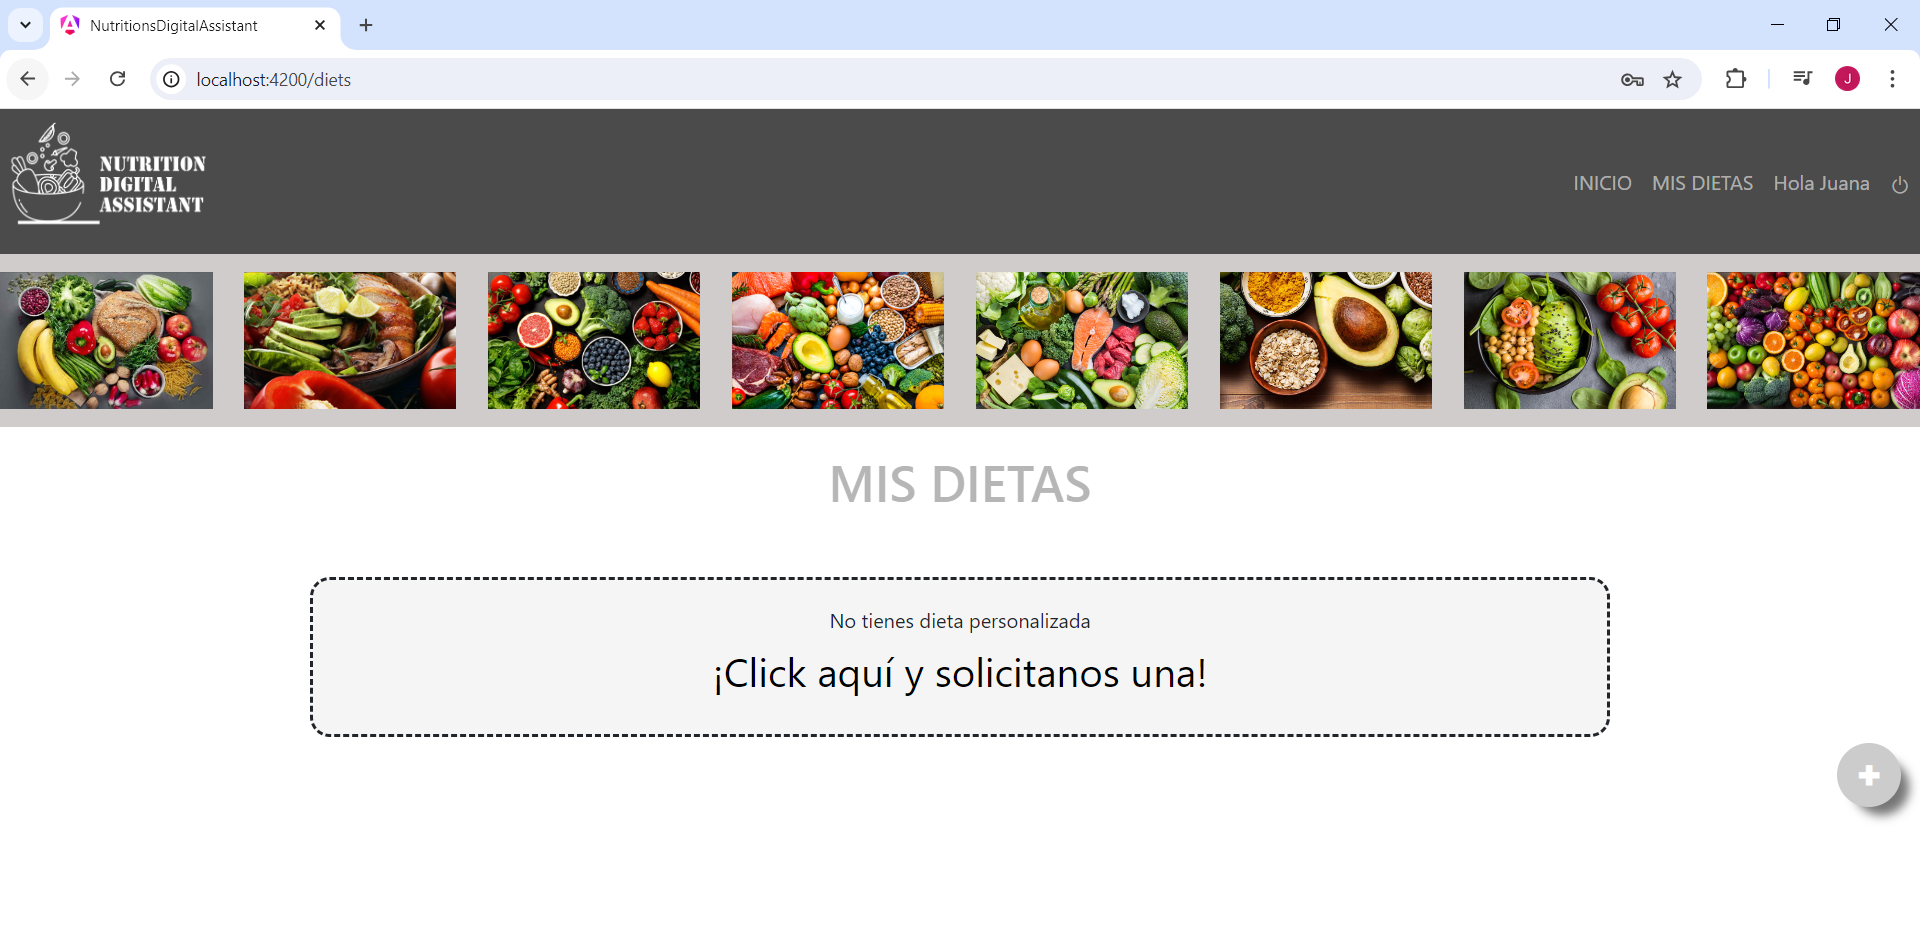 NutritionsDigitalAssistant
localhost:4200/diets
J
NUTRITION
DIGITAL
ASSISTANT
INICIO MIS DIETAS Hola Juana
MIS DIETAS
No tienes dieta personalizada
¡Click aquí y solicitanos una!